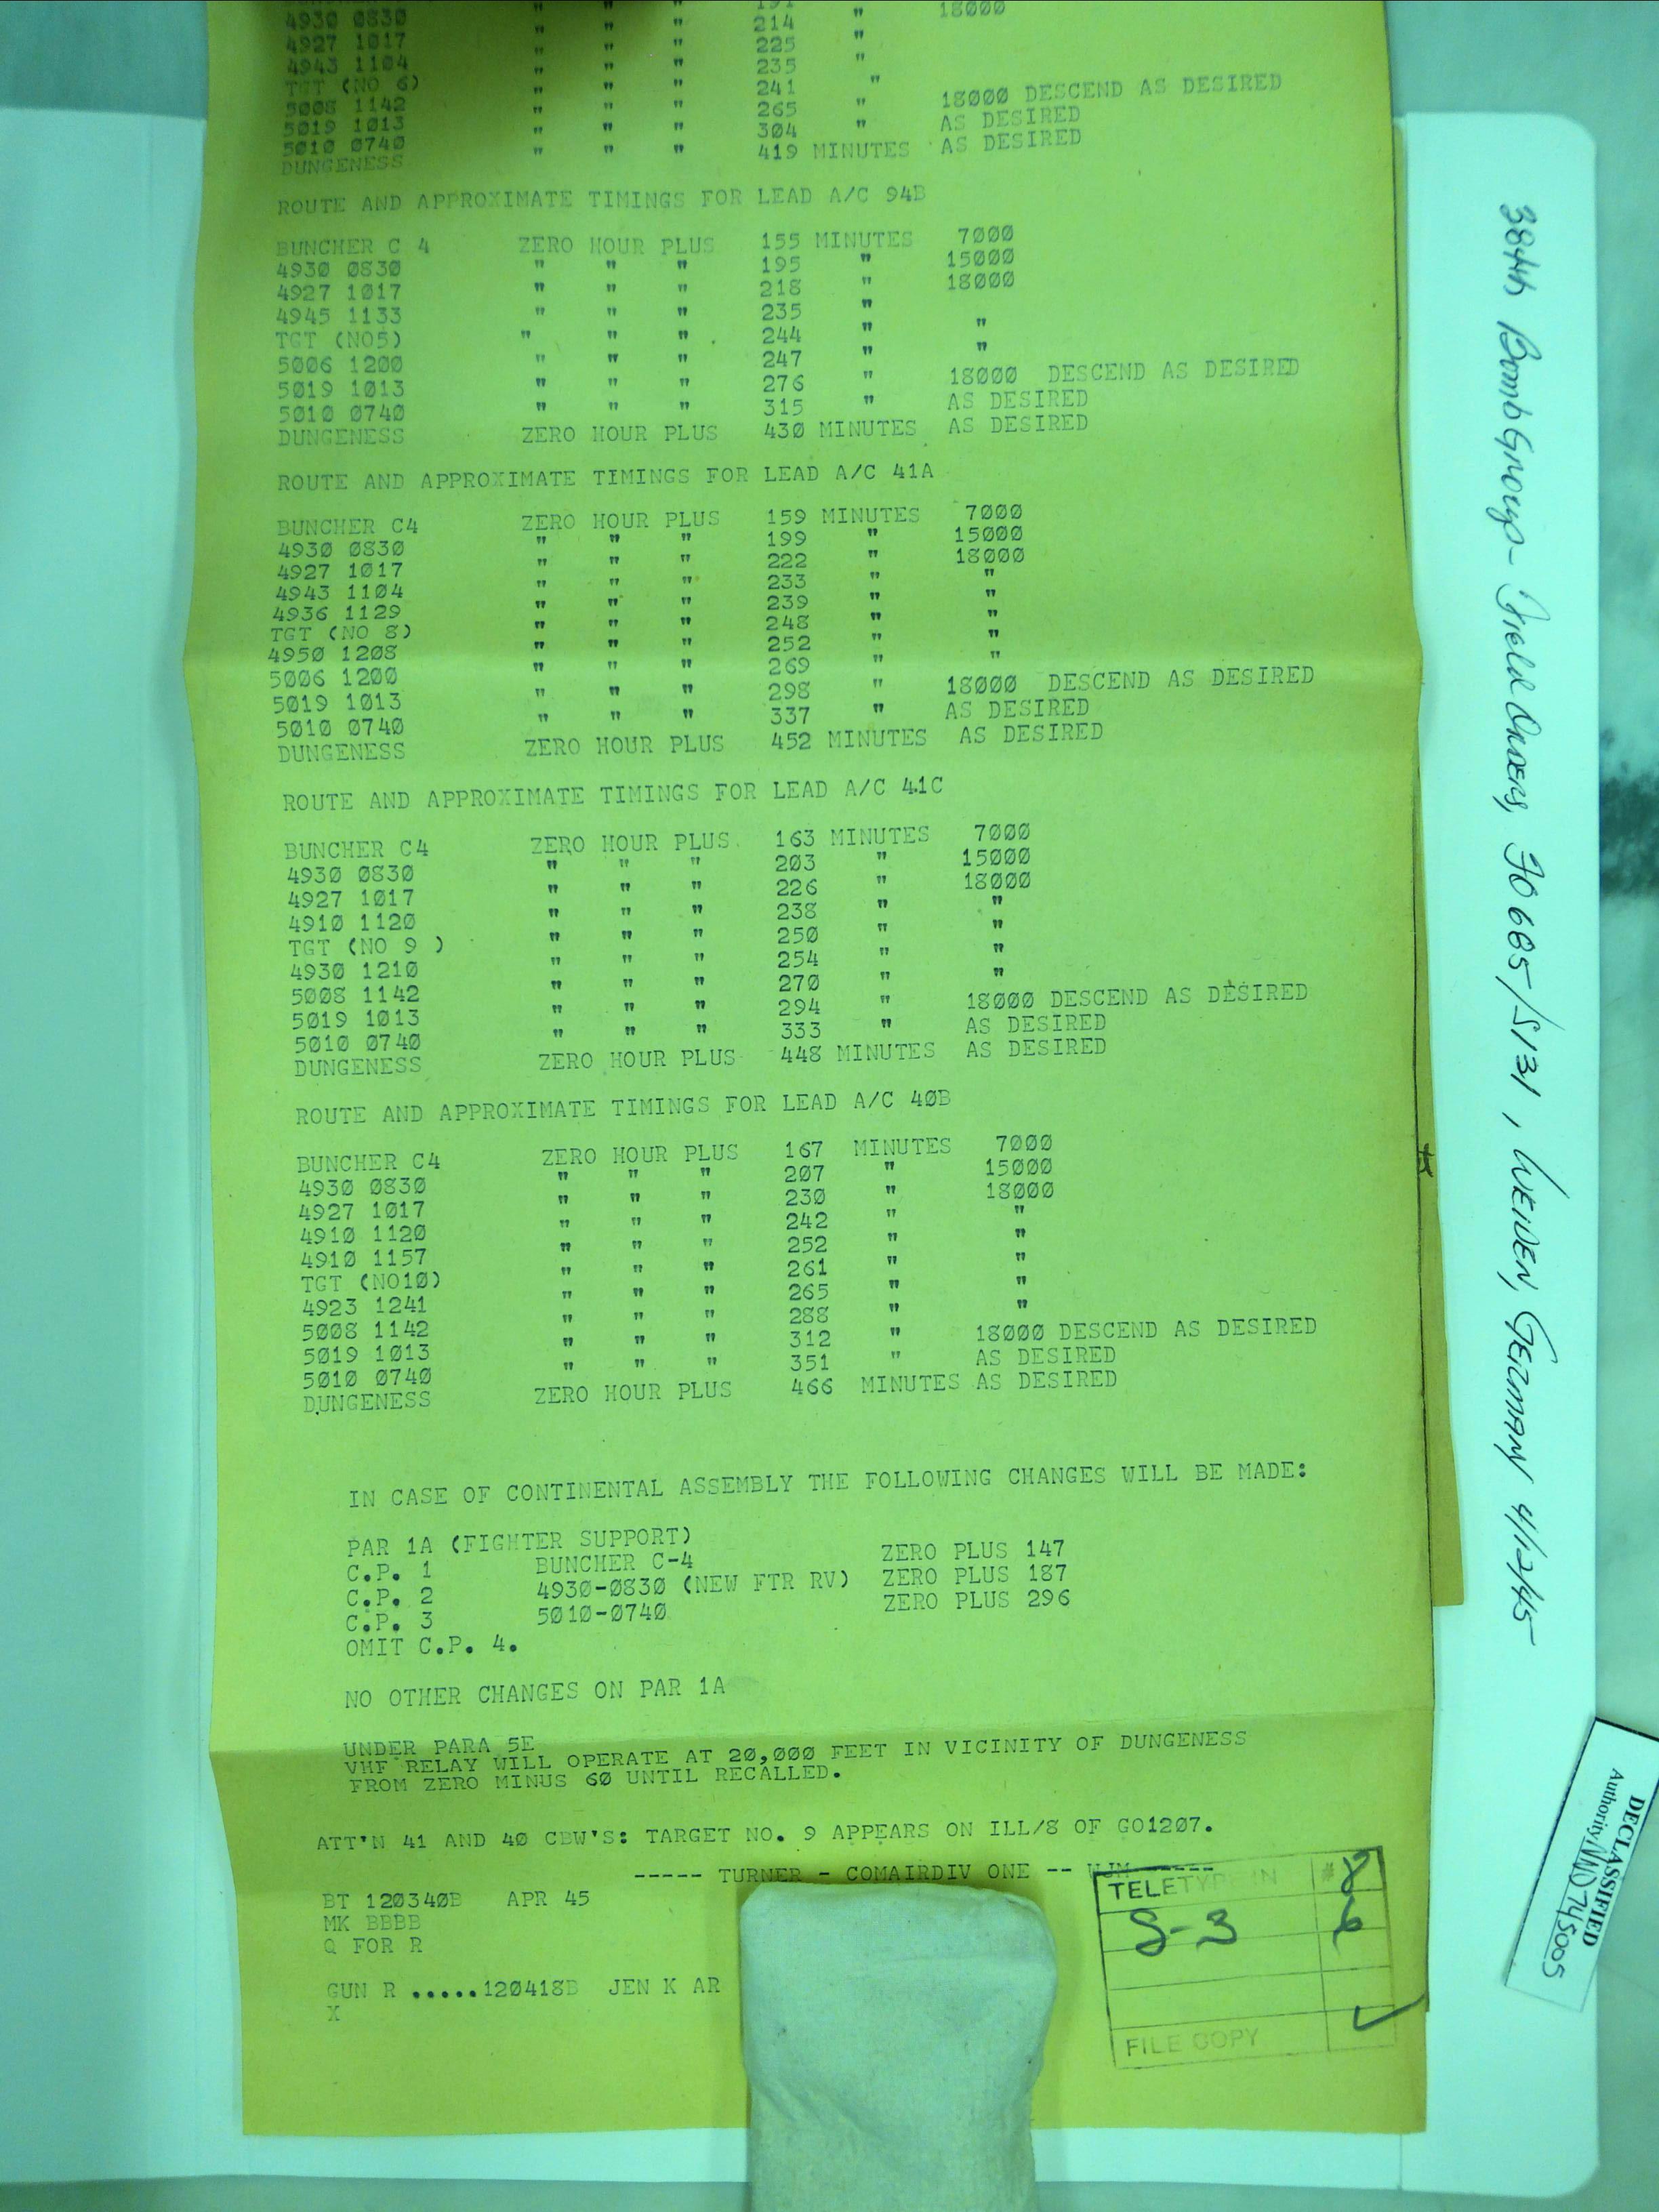 4930 0830 " " " 214 " 18000
4927 1017 " " " 225 "
4943 1104 " " " 235 "
TGT (NO 6) " " " 241 "
5008 1142 " " " 265 " 18000 DESCEND AS DESIRED
5019 1013 " " " 304 " AS DESIRED
5010 0740 " " " 419 MINUTES AS DESIRED
DUNGENESS
ROUTE AND APPROXIMATE TIMINGS FOR LEAD A/C 94B
BUNCHER C 4 ZERO HOUR PLUS 155 MINUTES 7000
4930 0830 " " " 195 " 15000
4927 1017 " " " 218 " 18000
4945 1133 " " " 235 "
TGT (NO5) " " " 244 " "
5006 1200 " " " 247 " "
5019 1013 " " " 276 " 18000 DESCEND AS DESIRED
5010 0740 " " " 315 " AS DESIRED
DUNGENESS ZERO HOUR PLUS 430 MINUTES AS DESIRED
ROUTE AND APPROXIMATE TIMINGS FOR LEAD A/C 41A
BUNCHER C4 ZERO HOUR PLUS 159 MINUTES 7000
4930 0830 " " " 199 " 15000
4927 1017 " " " 222 " 18000
4943 1104 " " " 233 " "
4936 1129 " " " 239 " "
TGT (NO 8) " " " 248 " "
4950 1208 " " " 252 " "
5006 1200 " " " 269 " "
5019 1013 " " " 298 " 18000 DESCEND AS DESIRED
5010 0740 " " " 337 " AS DESIRED
DUNGENESS ZERO HOUR PLUS 452 MINUTES AS DESIRED
ROUTE AND APPROXIMATE TIMINGS FOR LEAD A/C 41C
BUNCHER C4 ZERO HOUR PLUS. 163 MINUTES 7000
4930 0830 " " " 203 " 15000
4927 1017 " " " 226 " 18000
4910 1120 " " " 238 " "
TGT (NO 9 ) " " " 250 " "
4930 1210 " " " 254 " "
5008 1142 " " " 270 " "
5019 1013 " " " 294 " 18000 DESCEND AS DESIRED
5010 0740 " " " 333 " AS DESIRED
DUNGENESS ZERO HOUR PLUS 448 MINUTES AS DESIRED
ROUTE AND APPROXIMATE TIMINGS FOR LEAD A/C 40B
BUNCHER C4 ZERO HOUR PLUS 167 MINUTES 7000
4930 0830 " " " 207 " 15000
4927 1017 " " " 230 " 18000
4910 1120 " " " 242 " "
4910 1157 " " " 252 " "
TGT (NO10) " " " 261 " "
4923 1241 " " " 265 " "
5008 1142 " " " 288 " "
5019 1013 " " " 312 " 18000 DESCEND AS DESIRED
5010 0740 " " " 351 " AS DESIRED
DUNGENESS ZERO HOUR PLUS 466 MINUTES AS DESIRED
IN CASE OF CONTINENTAL ASSEMBLY THE FOLLOWING CHANGES WILL BE MADE:
PAR 1A (FIGHTER SUPPORT)
C.P. 1 BUNCHER C-4 ZERO PLUS 147
C.P. 2 4930-0830 (NEW FTR RV) ZERO PLUS 187
C.P. 3 5010-0740 ZERO PLUS 296
OMIT C.P. 4.
NO OTHER CHANGES ON PAR 1A
UNDER PARA 5E
VHF RELAY WILL OPERATE AT 20,000 FEET IN VICINITY OF DUNGENESS
FROM ZERO MINUS 60 UNTIL RECALLED.
ATT'N 41 AND 40 CBW'S: TARGET NO. 9 APPEARS ON ILL/8 OF GO1207.
----- TURNER - COMAIRDIV ONE -- WJM -----
BT 120340B APR 45
MK BBBB
Q FOR R
GUN R .....120418B JEN K AR
X
TELETYPE IN #8
S-3 6
FILE COPY
384th Bomb Group - Field Orders, FO 685/S131, WEIDEN, GERMANY 4/12/45
DECLASSIFIED
Authority NND 745005